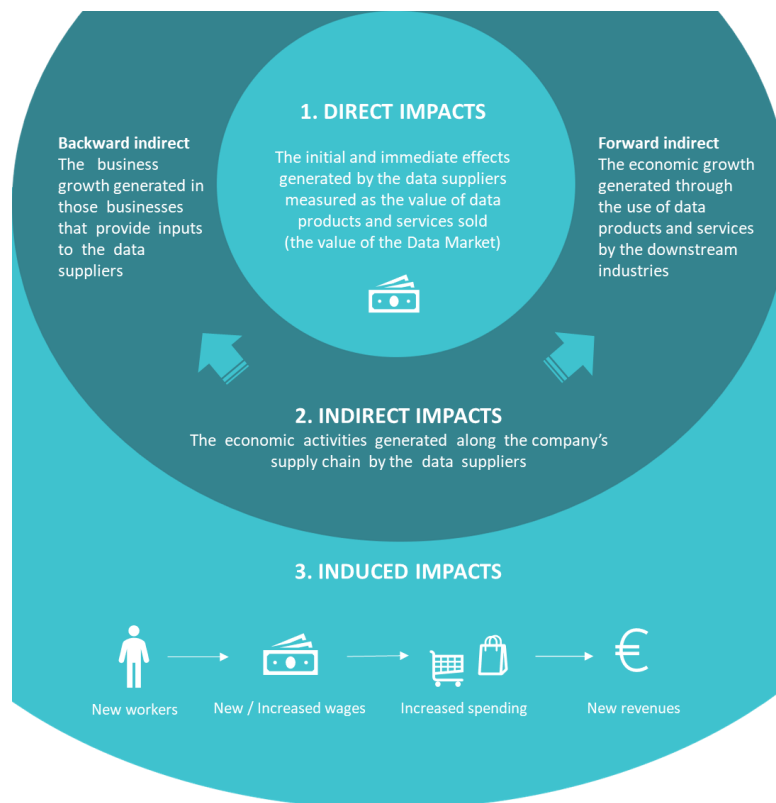 1. DIRECT IMPACTS
The initial and immediate effects
generated by the data suppliers
measured as the value of data
products and services sold
(the value of the Data Market)
Backward indirect
The business
growth generated in
those businesses
that provide inputs
to the data
suppliers
Forward indirect
The economic growth
generated through
the use of data
products and services
by the downstream
industries
2. INDIRECT IMPACTS
The economic activities generated along the company’s
supply chain by the data suppliers
3. INDUCED IMPACTS
€
New workers
New / Increased wages
Increased spending
New revenues